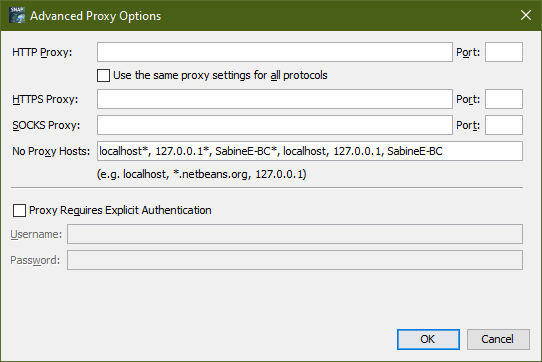 SNAP
Advanced Proxy Options
HTTP Proxy: Port:
Use the same proxy settings for all protocols
HTTPS Proxy: Port:
SOCKS Proxy: Port:
No Proxy Hosts: localhost*, 127.0.0.1*, SabineE-BC*, localhost, 127.0.0.1, SabineE-BC
(e.g. localhost, *.netbeans.org, 127.0.0.1)
Proxy Requires Explicit Authentication
Username:
Password:
OK Cancel